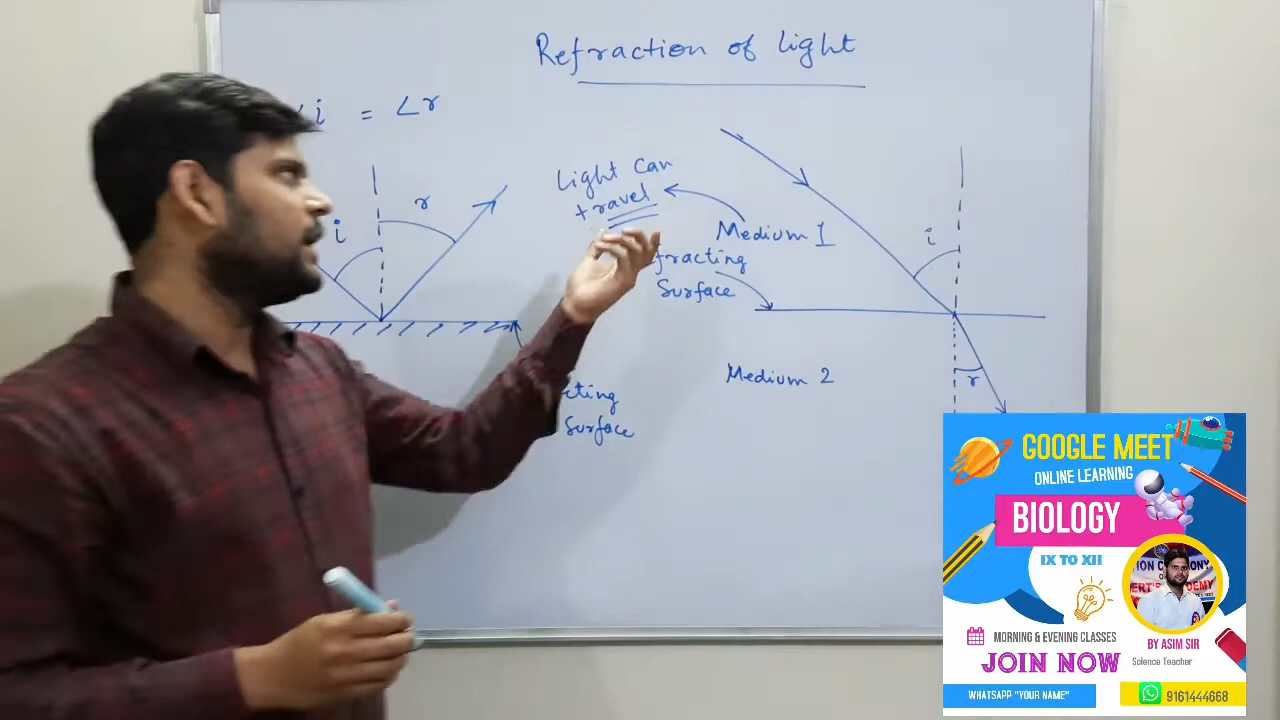 Refraction of light
i = ∠r
Light Can
travel
Medium 1
Surface
Medium 2
Surface
i
r
i
r
GOOGLE MEET
ONLINE LEARNING
BIOLOGY
IX TO XII
MORNING & EVENING CLASSES
JOIN NOW
BY ASIM SIR
Science Teacher
WHATSAPP "YOUR NAME"
9161444668